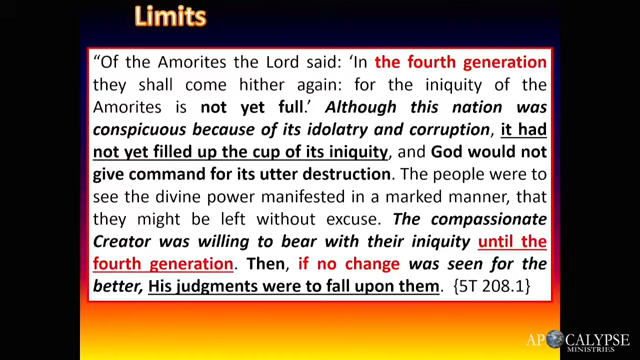 Limits
“Of the Amorites the Lord said: ‘In the fourth generation
they shall come hither again: for the iniquity of the
Amorites is not yet full.’ Although this nation was
conspicuous because of its idolatry and corruption, it had
not yet filled up the cup of its iniquity, and God would not
give command for its utter destruction. The people were to
see the divine power manifested in a marked manner, that
they might be left without excuse. The compassionate
Creator was willing to bear with their iniquity until the
fourth generation. Then, if no change was seen for the
better, His judgments were to fall upon them. {5T 208.1}
APOCALYPSE
MINISTRIES